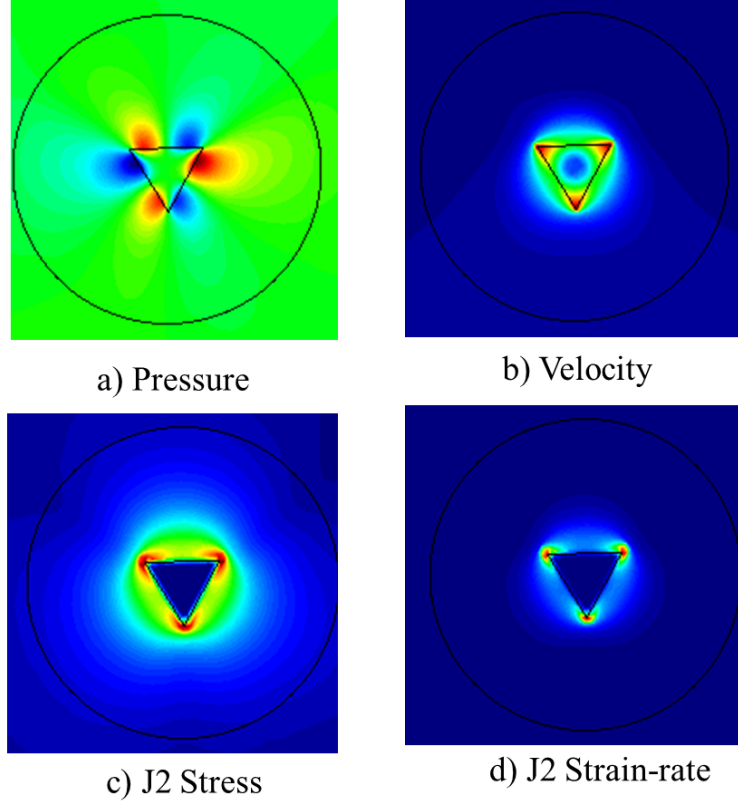 a) Pressure
b) Velocity
c) J2 Stress
d) J2 Strain-rate